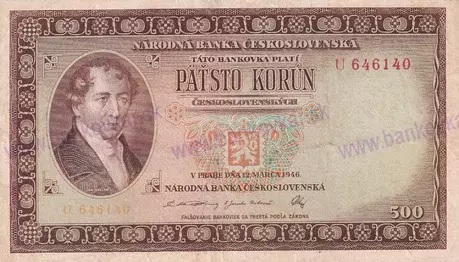 NÁRODNÁ BANKA ČESKOSLOVENSKÁ
TÁTO BANKOVKA PLATÍ
U 646140
PÄŤSTO KORÚN
ČESKOSLOVENSKÝCH
V PRAHE DŇA 12. MARCA 1946.
NÁRODNÁ BANKA ČESKOSLOVENSKÁ
U 646140
500
FALŠOVANIE BANKOVIEK SA TRESTÁ PODĽA ZÁKONA